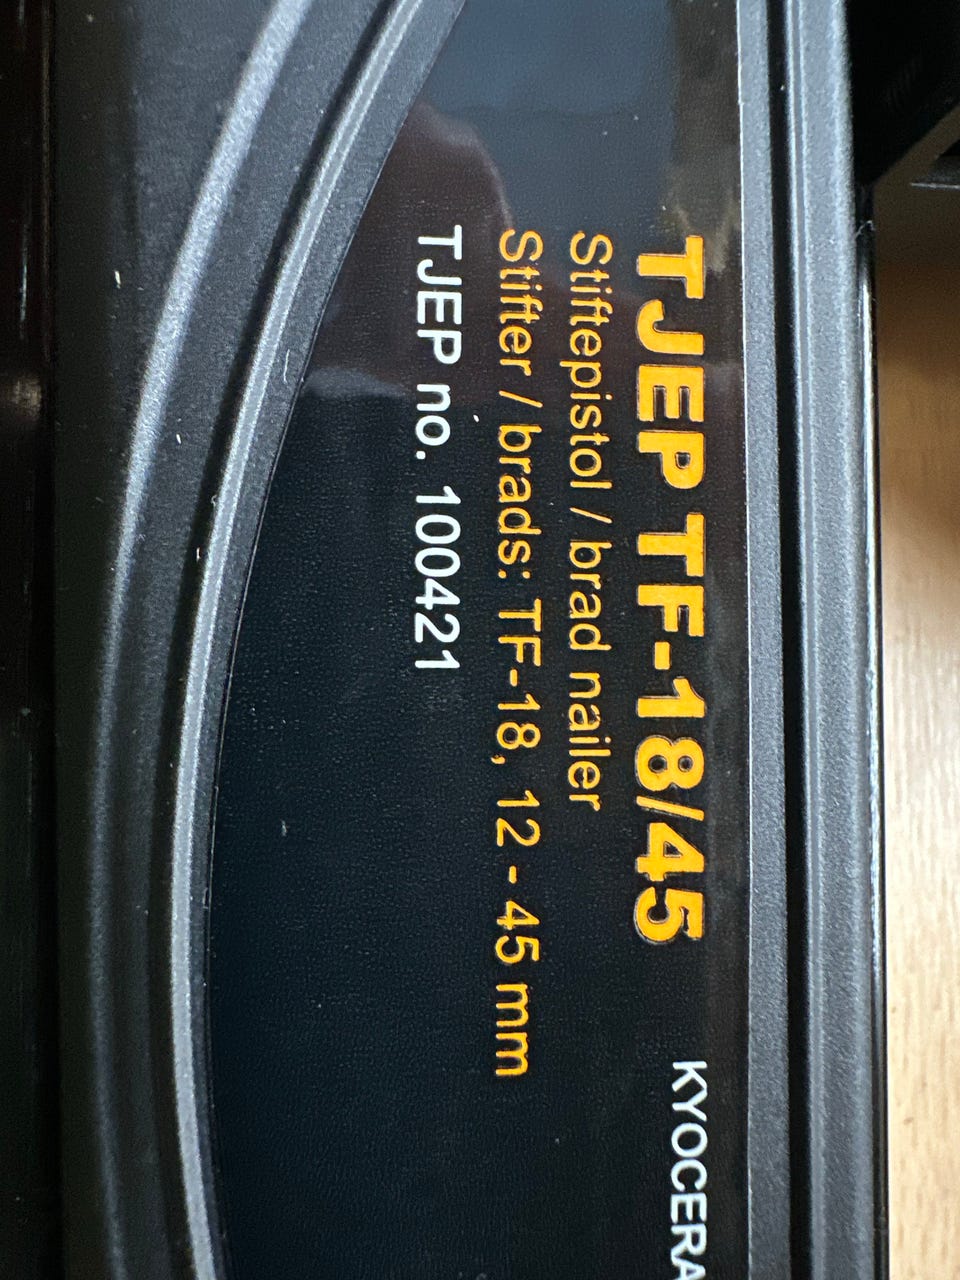 TJEP TF-18/45
Stiftepistol / brad nailer
Stifter / brads: TF-18, 12 - 45 mm
TJEP no. 100421
KYOCERA